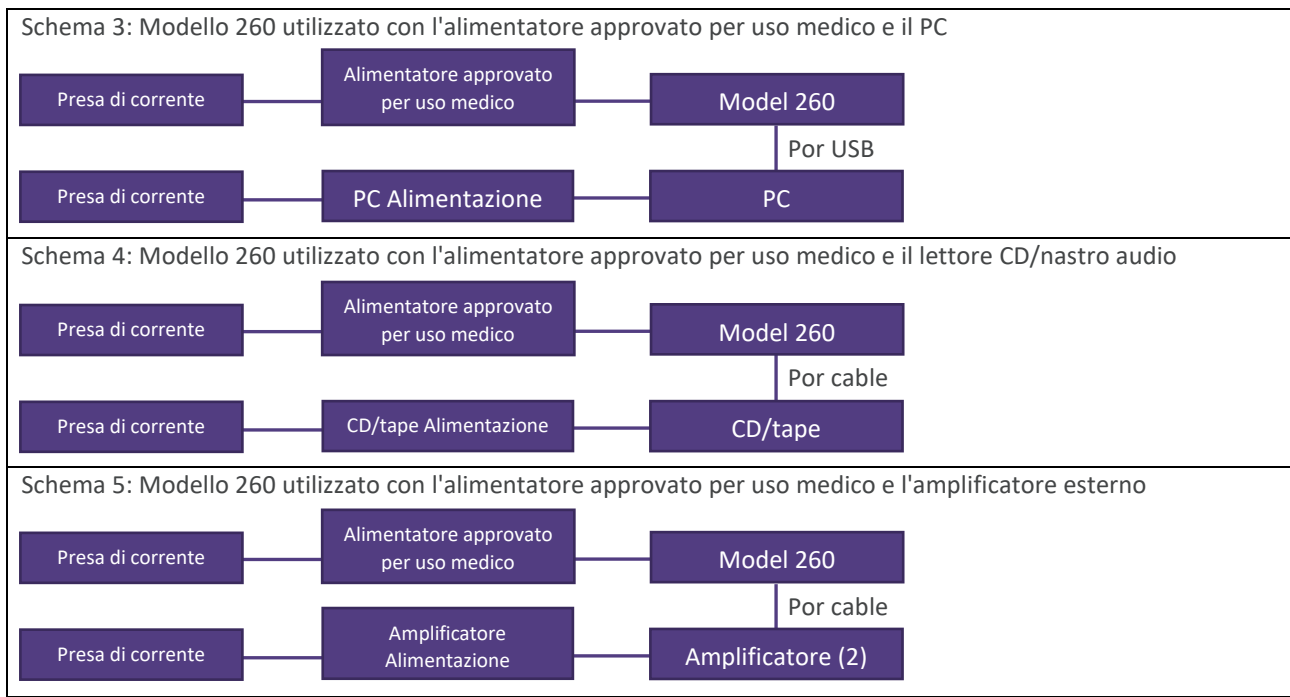 Schema 3: Modello 260 utilizzato con l'alimentatore approvato per uso medico e il PC
Presa di corrente
Alimentatore approvato
per uso medico
Model 260
Por USB
Presa di corrente
PC Alimentazione
PC
Schema 4: Modello 260 utilizzato con l'alimentatore approvato per uso medico e il lettore CD/nastro audio
Presa di corrente
Alimentatore approvato
per uso medico
Model 260
Por cable
Presa di corrente
CD/tape Alimentazione
CD/tape
Schema 5: Modello 260 utilizzato con l'alimentatore approvato per uso medico e l'amplificatore esterno
Presa di corrente
Alimentatore approvato
per uso medico
Model 260
Por cable
Presa di corrente
Amplificatore
Alimentazione
Amplificatore (2)